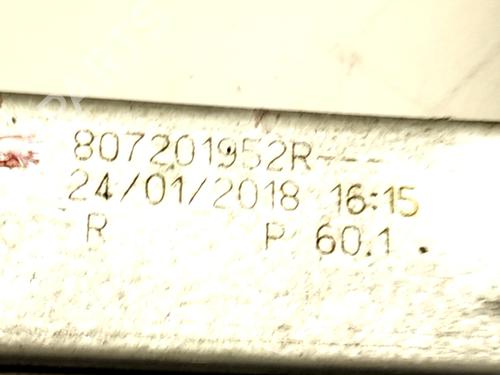 807201952R---
24/01/2018 16:15
R P 60.1 .